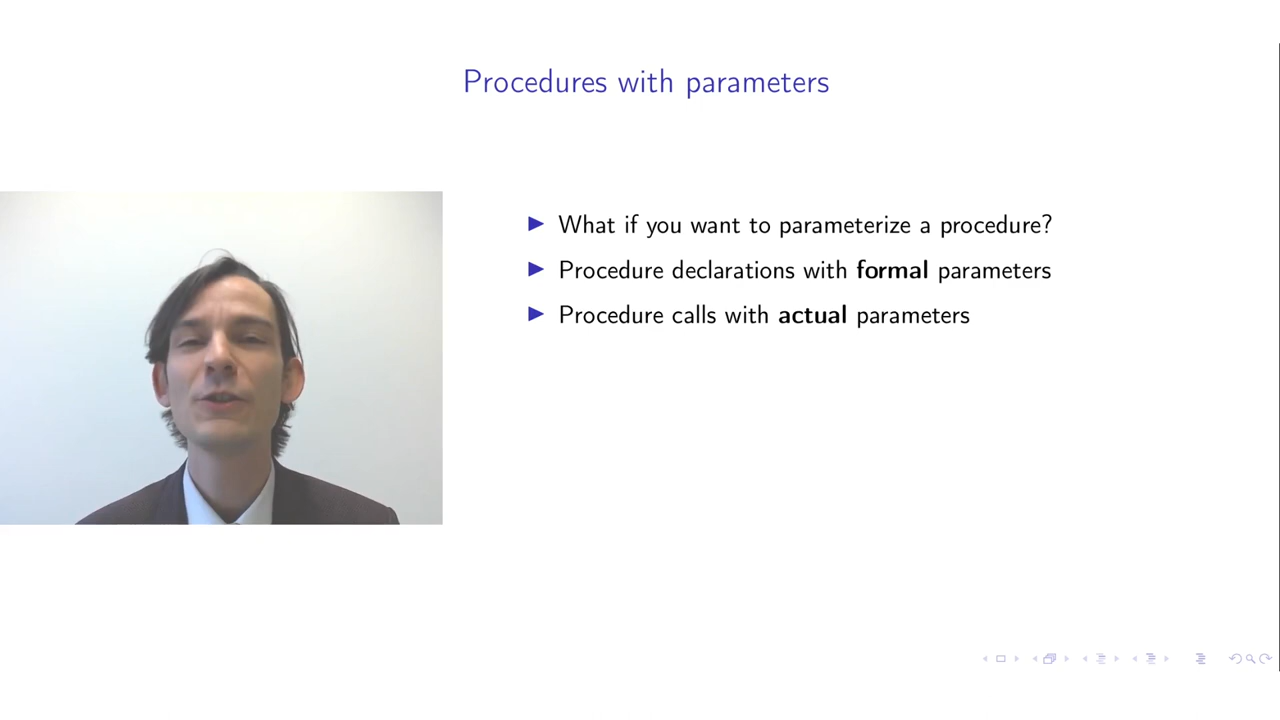 Procedures with parameters
What if you want to parameterize a procedure?
Procedure declarations with formal parameters
Procedure calls with actual parameters